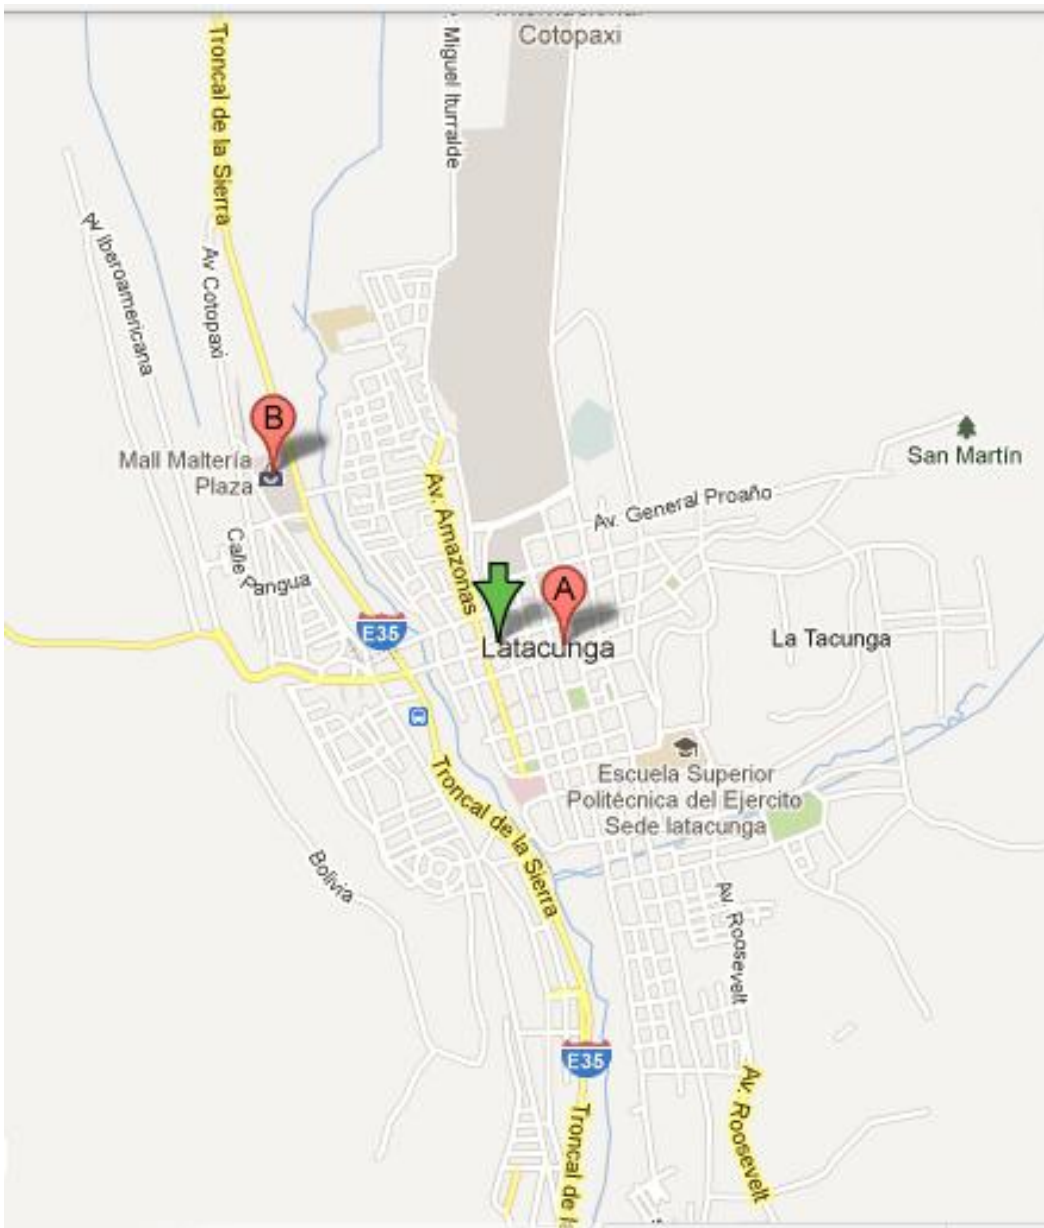 Cotopaxi
Troncal de la Sierra
Miguel Iturralde
Av Iberoamericana
Av Cotopaxi
B
Mall Maltería
Plaza
San Martín
Av. Amazonas
Av. General Proaño
Calle Pangua
A
E35
Latacunga
La Tacunga
Escuela Superior
Politécnica del Ejercito
Sede latacunga
Troncal de la Sierra
Bolivia
Av. Roosevelt
E35
Av. Roosevelt
Troncal de l